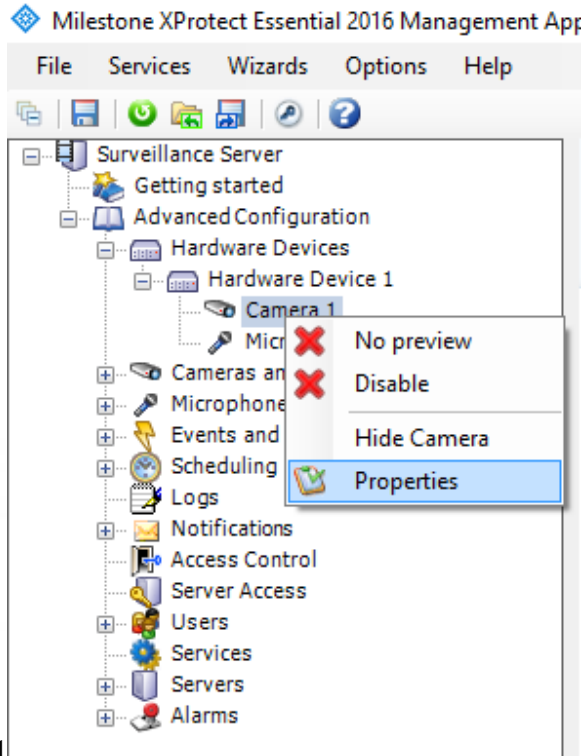 Milestone XProtect Essential 2016 Management App
File Services Wizards Options Help
Surveillance Server
Getting started
Advanced Configuration
Hardware Devices
Hardware Device 1
Camera 1
No preview
Disable
Hide Camera
Properties
Cameras
Microphone
Events and
Scheduling
Logs
Notifications
Access Control
Server Access
Users
Services
Servers
Alarms